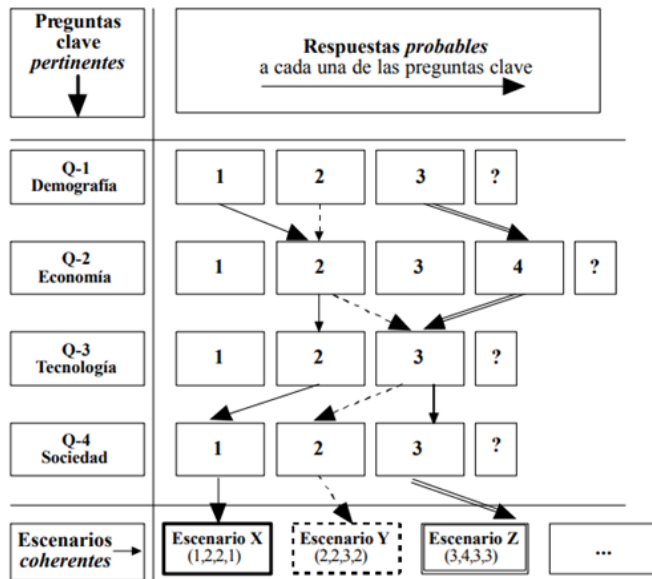 Preguntas
clave
pertinentes
Respuestas probables
a cada una de las preguntas clave
Q-1
Demografía
1
2
3
?
Q-2
Economía
1
2
3
4
?
Q-3
Tecnología
1
2
3
?
Q-4
Sociedad
1
2
3
?
Escenarios
coherentes
Escenario X
(1,2,2,1)
Escenario Y
(2,2,3,2)
Escenario Z
(3,4,3,3)
...